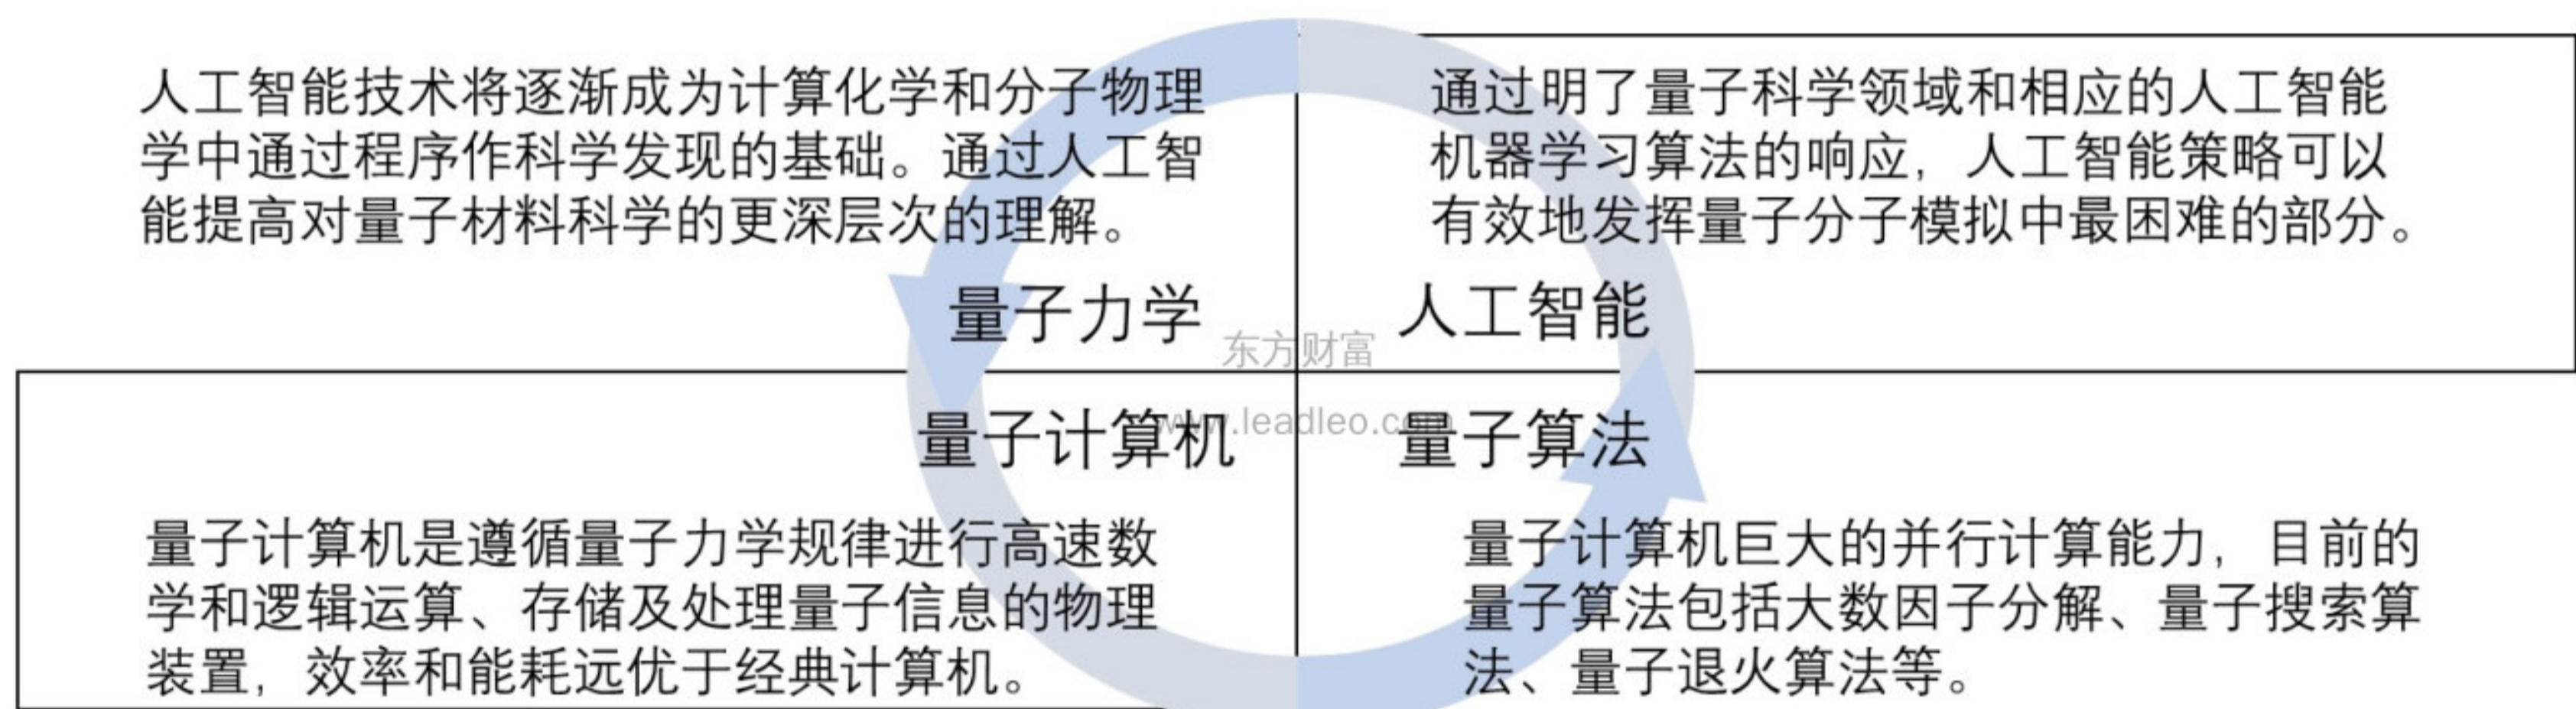 人工智能技术将逐渐成为计算化学和分子物理
学中通过程序作科学发现的基础。通过人工智
能提高对量子材料科学的更深层次的理解。
量子力学
通过明了量子科学领域和相应的人工智能
机器学习算法的响应，人工智能策略可以
有效地发挥量子分子模拟中最困难的部分。
人工智能
东方财富
www.leadleo.com
量子计算机
量子计算机是遵循量子力学规律进行高速数
学和逻辑运算、存储及处理量子信息的物理
装置，效率和能耗远优于经典计算机。
量子算法
量子计算机巨大的并行计算能力，目前的
量子算法包括大数因子分解、量子搜索算
法、量子退火算法等。